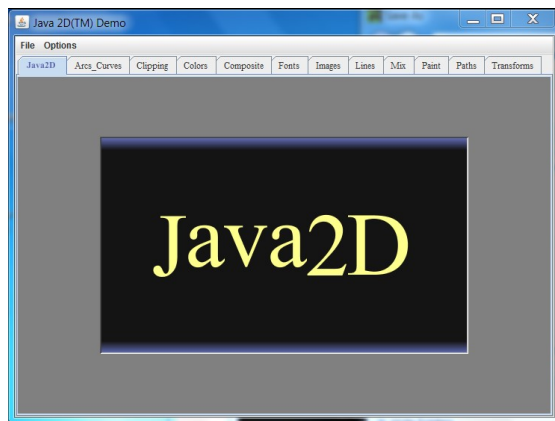 Java 2D(TM) Demo
File Options
Java2D Arcs_Curves Clipping Colors Composite Fonts Images Lines Mix Paint Paths Transforms
Java2D